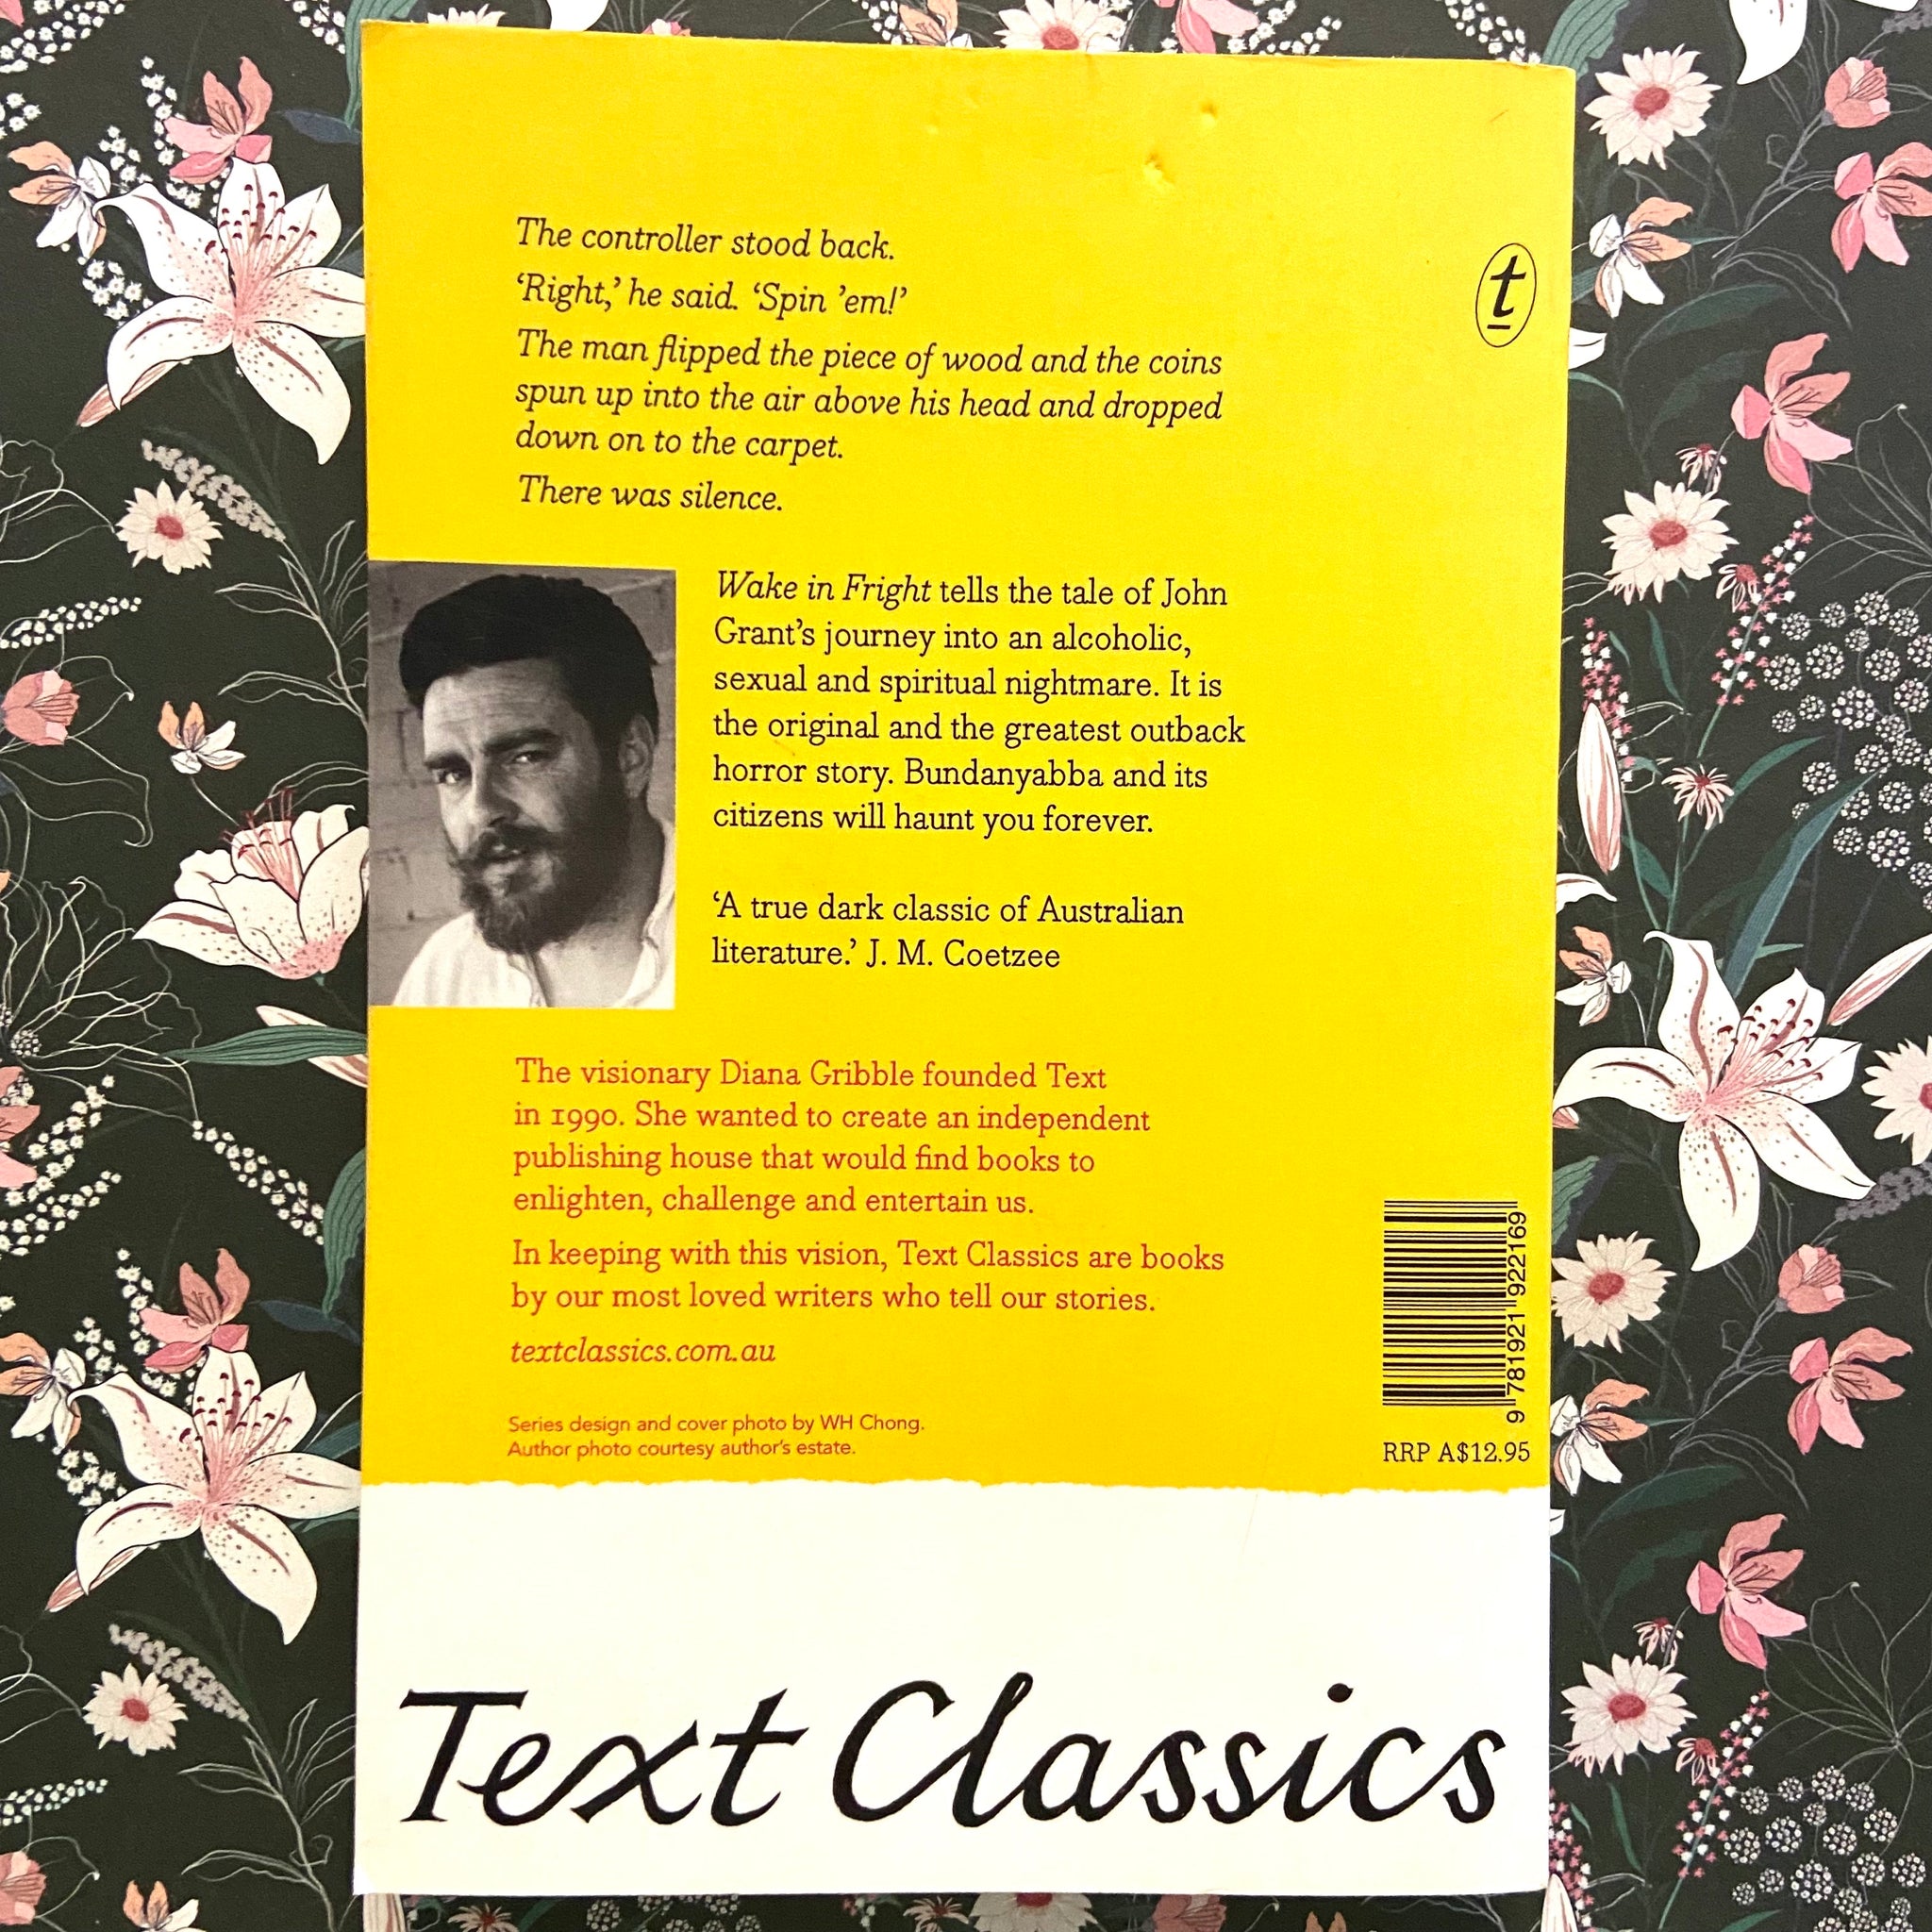 The controller stood back.
‘Right,’ he said. ‘Spin ’em!’
The man flipped the piece of wood and the coins
spun up into the air above his head and dropped
down on to the carpet.
There was silence.
t
Wake in Fright tells the tale of John
Grant’s journey into an alcoholic,
sexual and spiritual nightmare. It is
the original and the greatest outback
horror story. Bundanyabba and its
citizens will haunt you forever.
‘A true dark classic of Australian
literature.’ J. M. Coetzee
The visionary Diana Gribble founded Text
in 1990. She wanted to create an independent
publishing house that would find books to
enlighten, challenge and entertain us.
In keeping with this vision, Text Classics are books
by our most loved writers who tell our stories.
textclassics.com.au
Series design and cover photo by WH Chong.
Author photo courtesy author’s estate.
9 781921 922169
RRP A$12.95
Text Classics